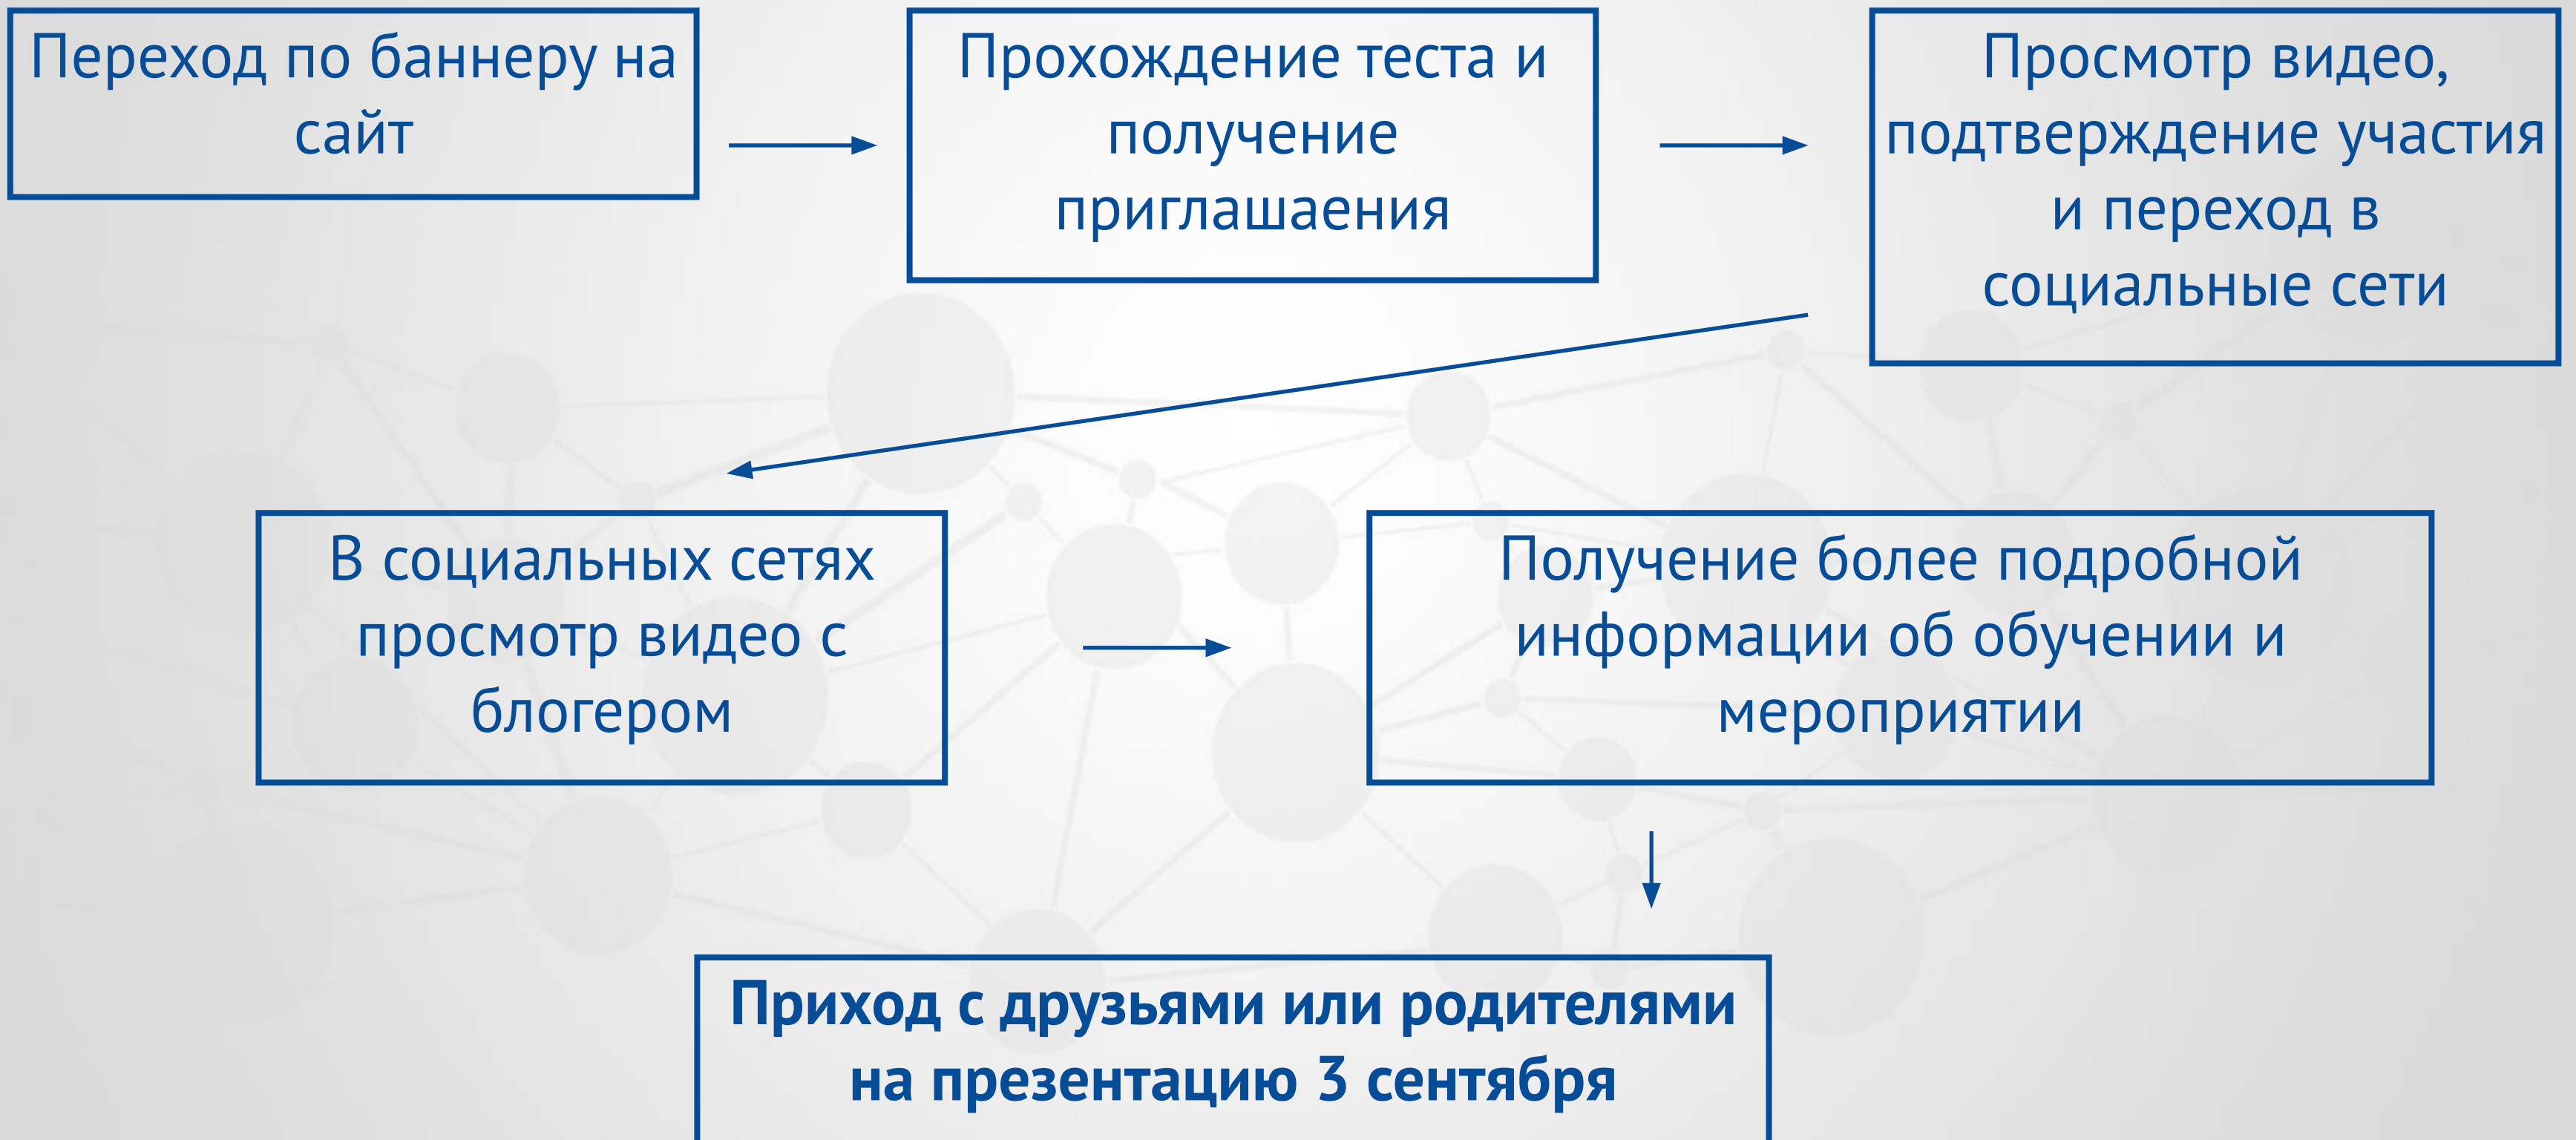 Переход по баннеру на
сайт
Прохождение теста и
получение
приглашаения
Просмотр видео,
подтверждение участия
и переход в
социальные сети
В социальных сетях
просмотр видео с
блогером
Получение более подробной
информации об обучении и
мероприятии
Приход с друзьями или родителями
на презентацию 3 сентября